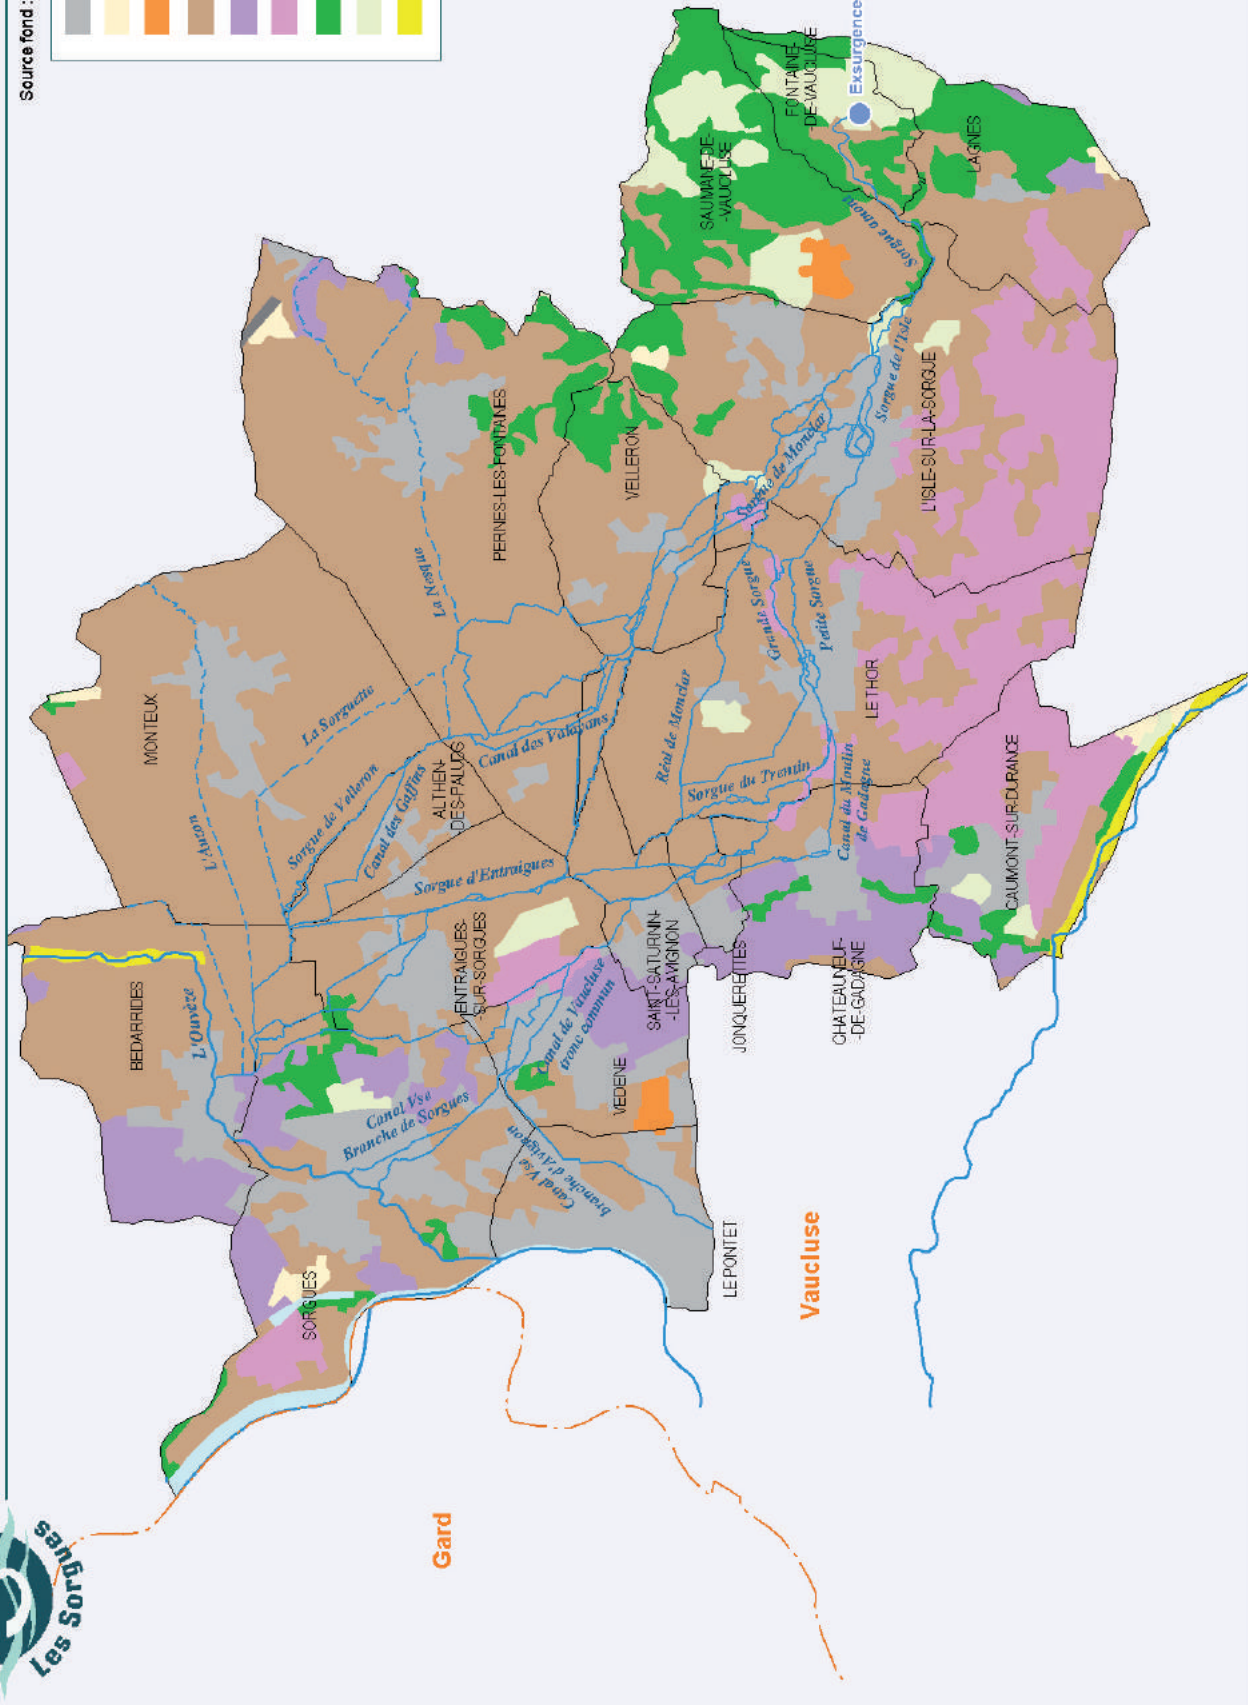 Source fond :
Les Sorgues
Gard
Vaucluse
SORGUES
BEDARRIDES
L'Ouvèze
MONTEUX
L'Auzon
La Sorguette
Sorgue de Velleron
Canal des Gaffins
ALTHEN-
DES-PALUDS
Canal des Valayans
La Nesque
PERNES-LES-FONTANES
VELLERON
Sorgue d'Entraigues
ENTRAIGUES-
-SUR-SORGUES
Canal Vse
Branche de Sorgues
Canal de Vaucluse
tronc commun
Canal Vse
branche d'Avignon
VEDENE
LE PONTET
SAINT-SATURNIN-
-LES-AVIGNON
JONQUERETTES
CHATEAUNEUF-
-DE-GADAGNE
CAUMONT-SUR-DURANCE
Réal de Monclar
Sorgue du Trentin
Canal du Moulin
de Gadagne
LE THOR
Grande Sorgue
Petite Sorgue
Sorgue de Monclar
Sorgue de l'Isle
L'ISLE-SUR-LA-SORGUE
Sorgue amont
SAUMANE-DE-
-VAUCLUSE
FONTAINE-
DE-VAUCLUSE
Exsurgence
LAGNES